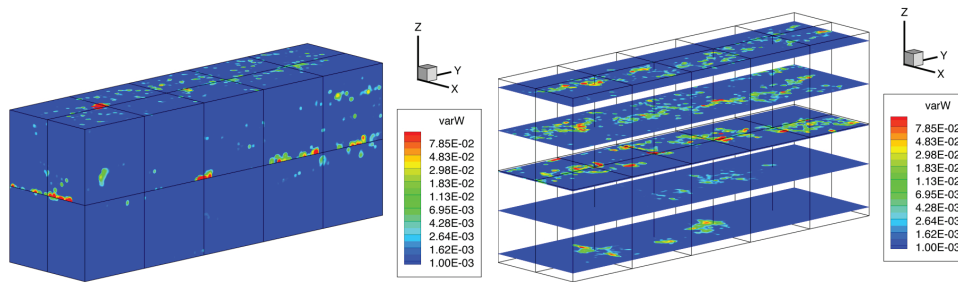 Z
Y
X
varW
7.85E-02
4.83E-02
2.98E-02
1.83E-02
1.13E-02
6.95E-03
4.28E-03
2.64E-03
1.62E-03
1.00E-03
Z
Y
X
varW
7.85E-02
4.83E-02
2.98E-02
1.83E-02
1.13E-02
6.95E-03
4.28E-03
2.64E-03
1.62E-03
1.00E-03